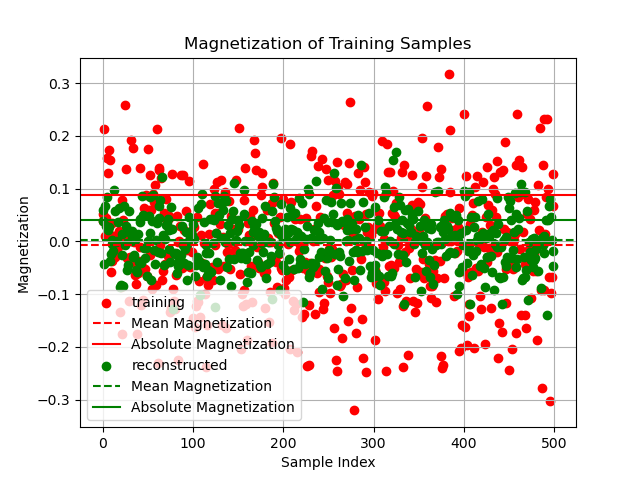 Magnetization of Training Samples
Magnetization
0.3
0.2
0.1
0.0
−0.1
−0.2
−0.3
training
Mean Magnetization
Absolute Magnetization
reconstructed
Mean Magnetization
Absolute Magnetization
0 100 200 300 400 500
Sample Index